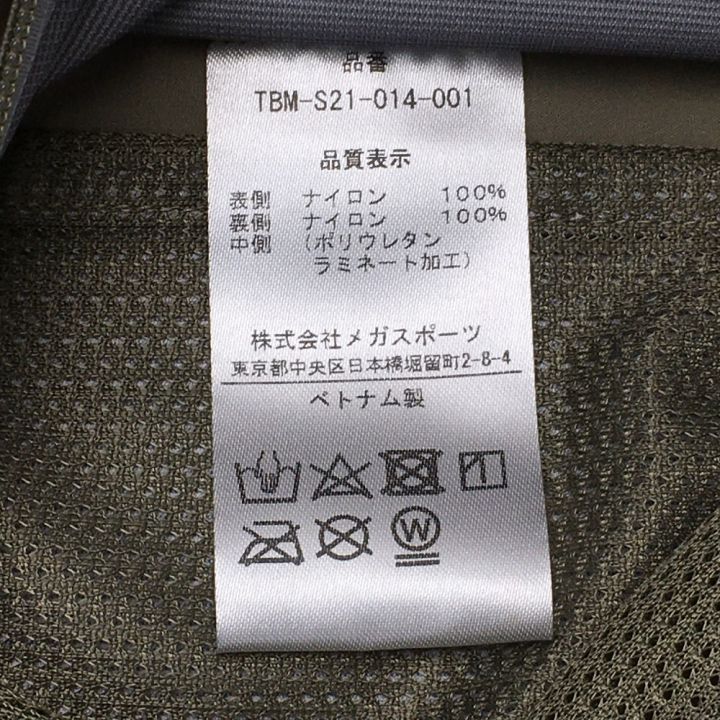 品番
TBM-S21-014-001
品質表示
表側 ナイロン 100%
裏側 ナイロン 100%
中側 (ポリウレタン
ラミネート加工)
株式会社メガスポーツ
東京都中央区日本橋堀留町2-8-4
ベトナム製
W